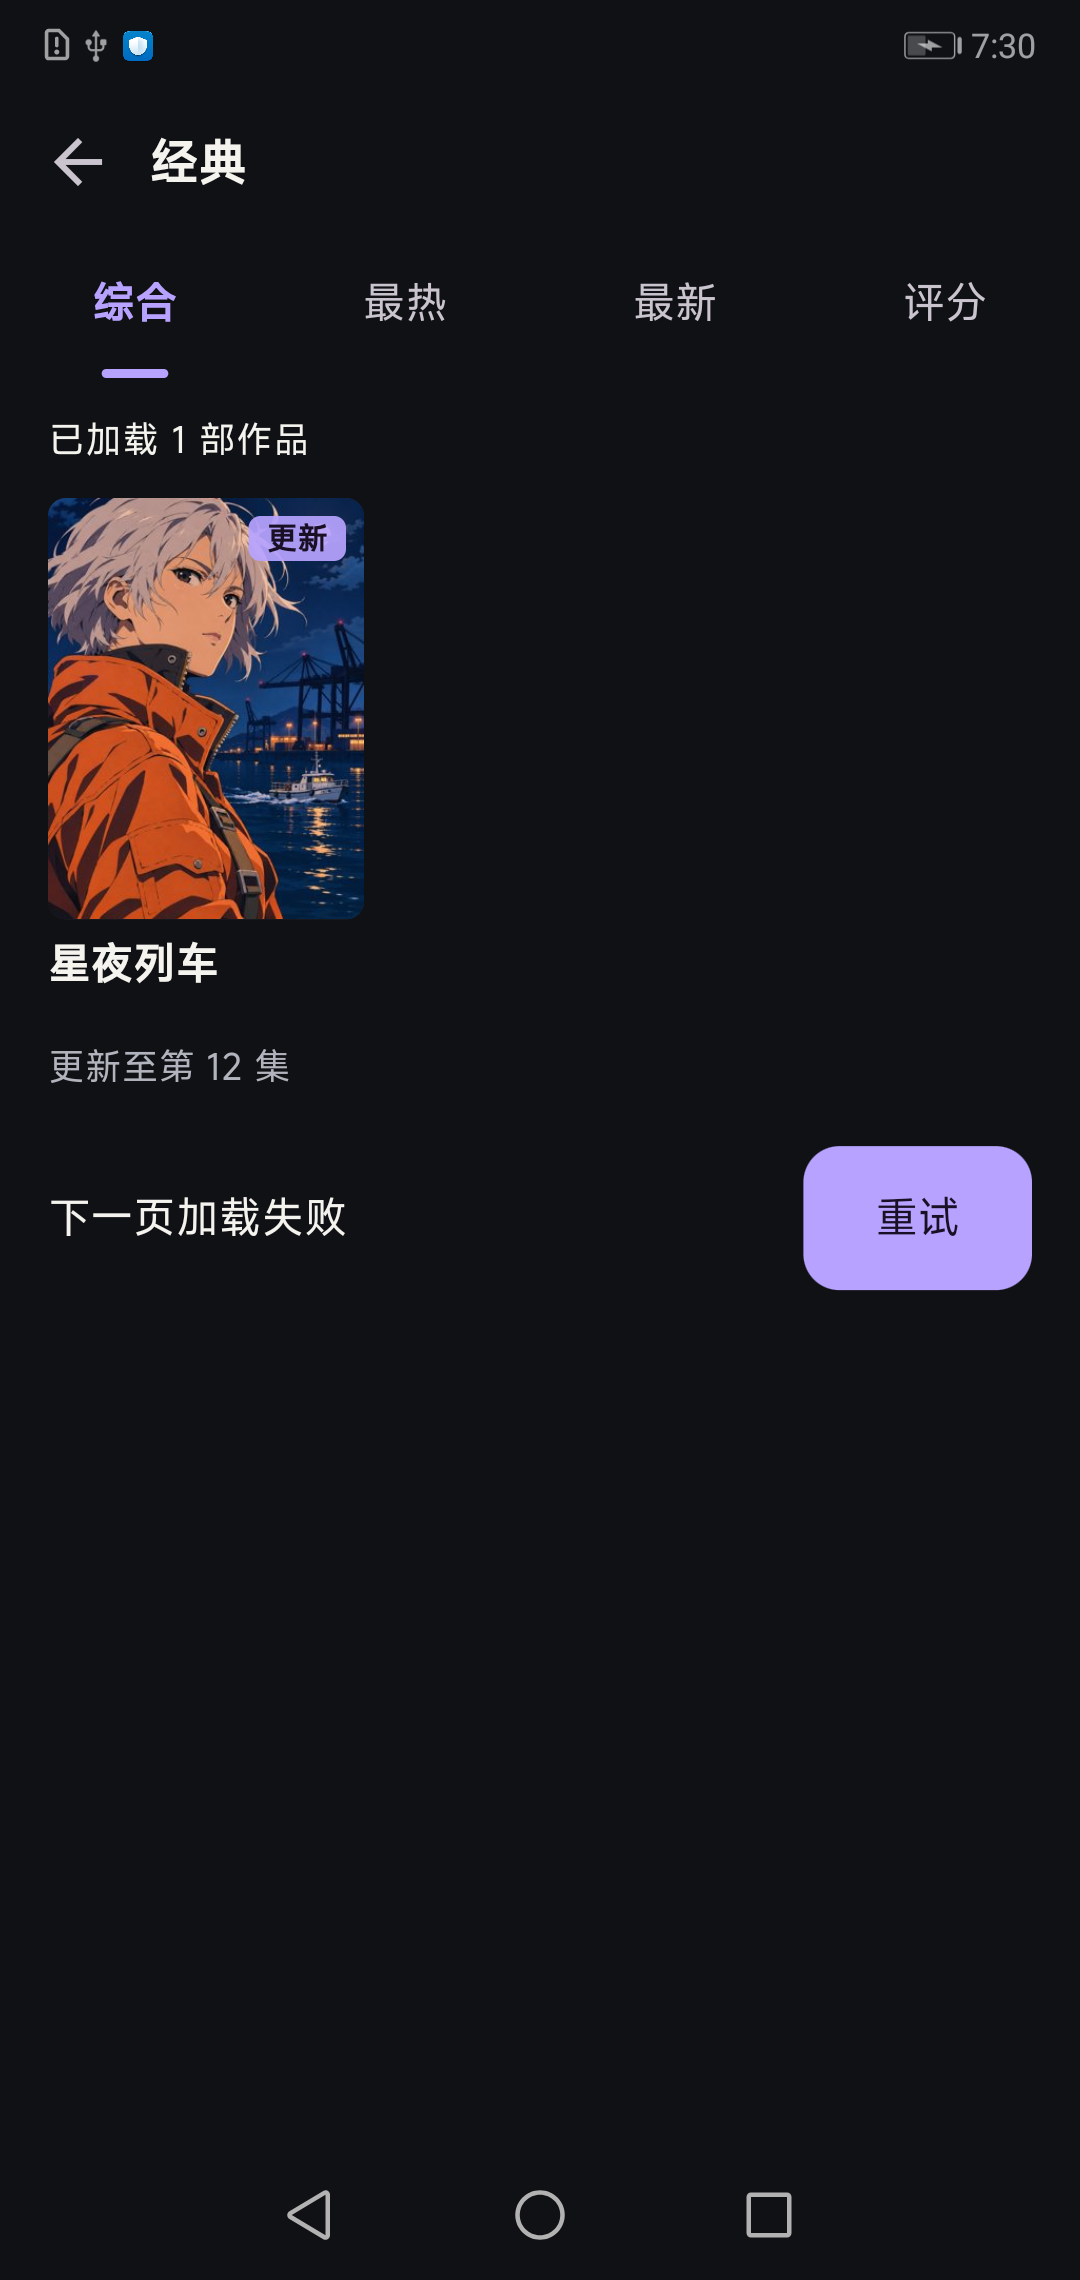 7:30
经典
综合
最热
最新
评分
已加载 1 部作品
更新
星夜列车
更新至第 12 集
下一页加载失败
重试